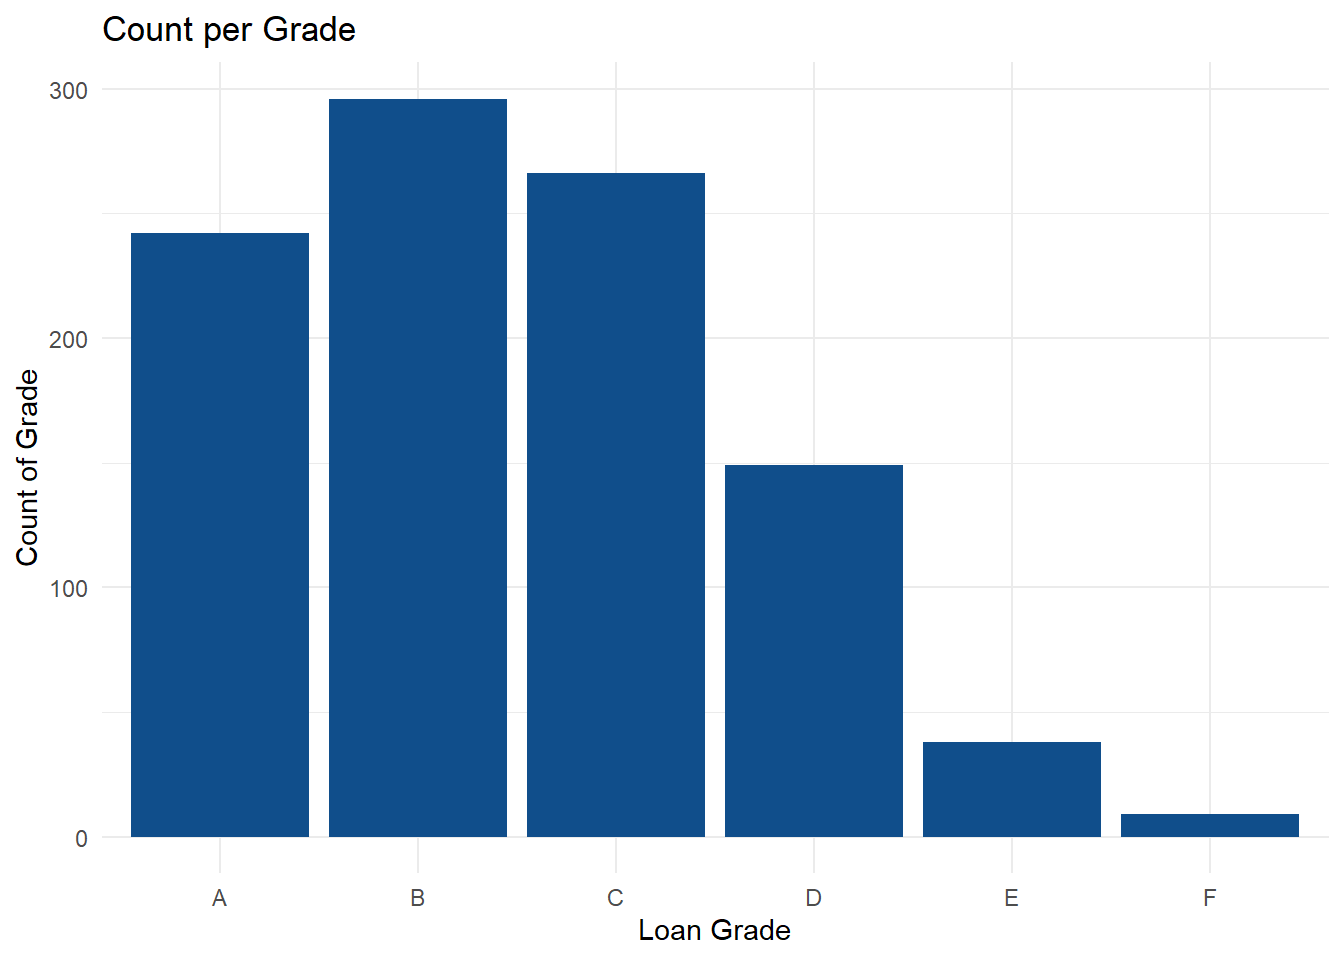 Count per Grade
Count of Grade
300
200
100
0
A B C D E F
Loan Grade